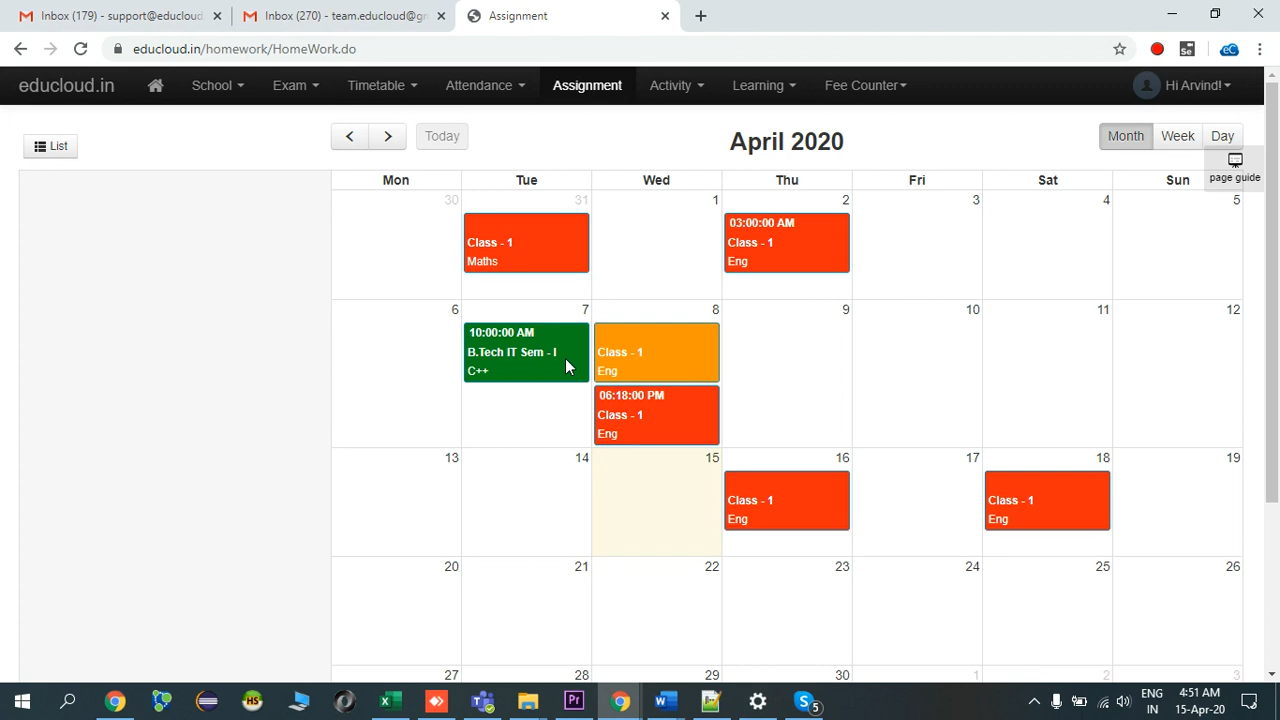 Inbox (179) - support@educloud
Inbox (270) - team.educloud@gr
Assignment
educloud.in/homework/HomeWork.do
educloud.in School Exam Timetable Attendance Assignment Activity Learning Fee Counter Hi Arvind!
List
Today
April 2020
Month Week Day
page guide
Mon Tue Wed Thu Fri Sat Sun
30 31 1 2 3 4 5
Class - 1
Maths
03:00:00 AM
Class - 1
Eng
6 7 8 9 10 11 12
10:00:00 AM
B.Tech IT Sem - I
C++
Class - 1
Eng
06:18:00 PM
Class - 1
Eng
13 14 15 16 17 18 19
Class - 1
Eng
Class - 1
Eng
20 21 22 23 24 25 26
27 28 29 30 1 2 3
Se
eC
HS
X
Pr
W
S 5
ENG
IN
4:51 AM
15-Apr-20